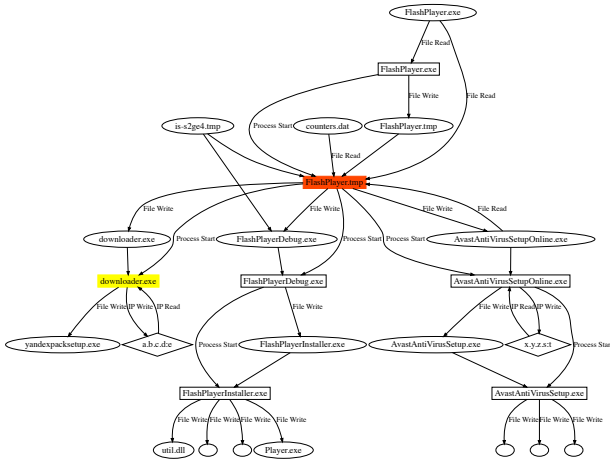 FlashPlayer.exe
File Read
FlashPlayer.exe
File Write
File Read
is-s2ge4.tmp
counters.dat
Process Start
FlashPlayer.tmp
File Read
FlashPlayer.tmp
File Write
File Write
File Write
File Read
downloader.exe
Process Start
FlashPlayerDebug.exe
Process Start
Process Start
AvastAntiVirusSetupOnline.exe
downloader.exe
FlashPlayerDebug.exe
AvastAntiVirusSetupOnline.exe
File Write
IP Write
IP Read
File Write
File Write
IP Read
IP Write
yandexpacksetup.exe
a.b.c.d:e
Process Start
FlashPlayerInstaller.exe
AvastAntiVirusSetup.exe
x.y.z.s:t
Process Start
FlashPlayerInstaller.exe
AvastAntiVirusSetup.exe
File Write
File Write
File Write
File Write
File Write
File Write
File Write
util.dll
Player.exe